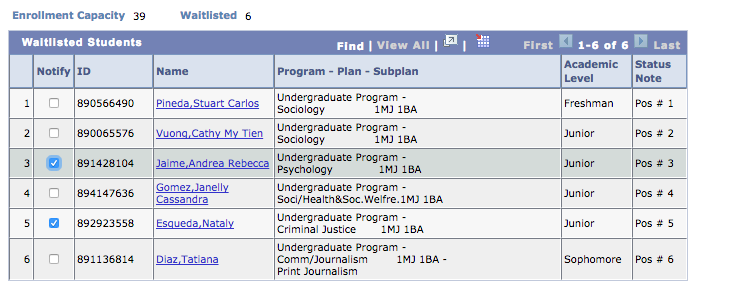 Enrollment Capacity 39 Waitlisted 6
Waitlisted Students Find | View All | | First 1-6 of 6 Last
Notify ID Name Program - Plan - Subplan Academic Level Status Note
1 890566490 Pineda,Stuart Carlos Undergraduate Program - Sociology 1MJ 1BA Freshman Pos # 1
2 890065576 Vuong,Cathy My Tien Undergraduate Program - Sociology 1MJ 1BA Junior Pos # 2
3 891428104 Jaime,Andrea Rebecca Undergraduate Program - Psychology 1MJ 1BA Junior Pos # 3
4 894147636 Gomez,Janelly Cassandra Undergraduate Program - Soci/Health&Soc.Welfre.1MJ 1BA Junior Pos # 4
5 892923558 Esqueda,Nataly Undergraduate Program - Criminal Justice 1MJ 1BA Junior Pos # 5
6 891136814 Diaz,Tatiana Undergraduate Program - Comm/Journalism 1MJ 1BA - Print Journalism Sophomore Pos # 6